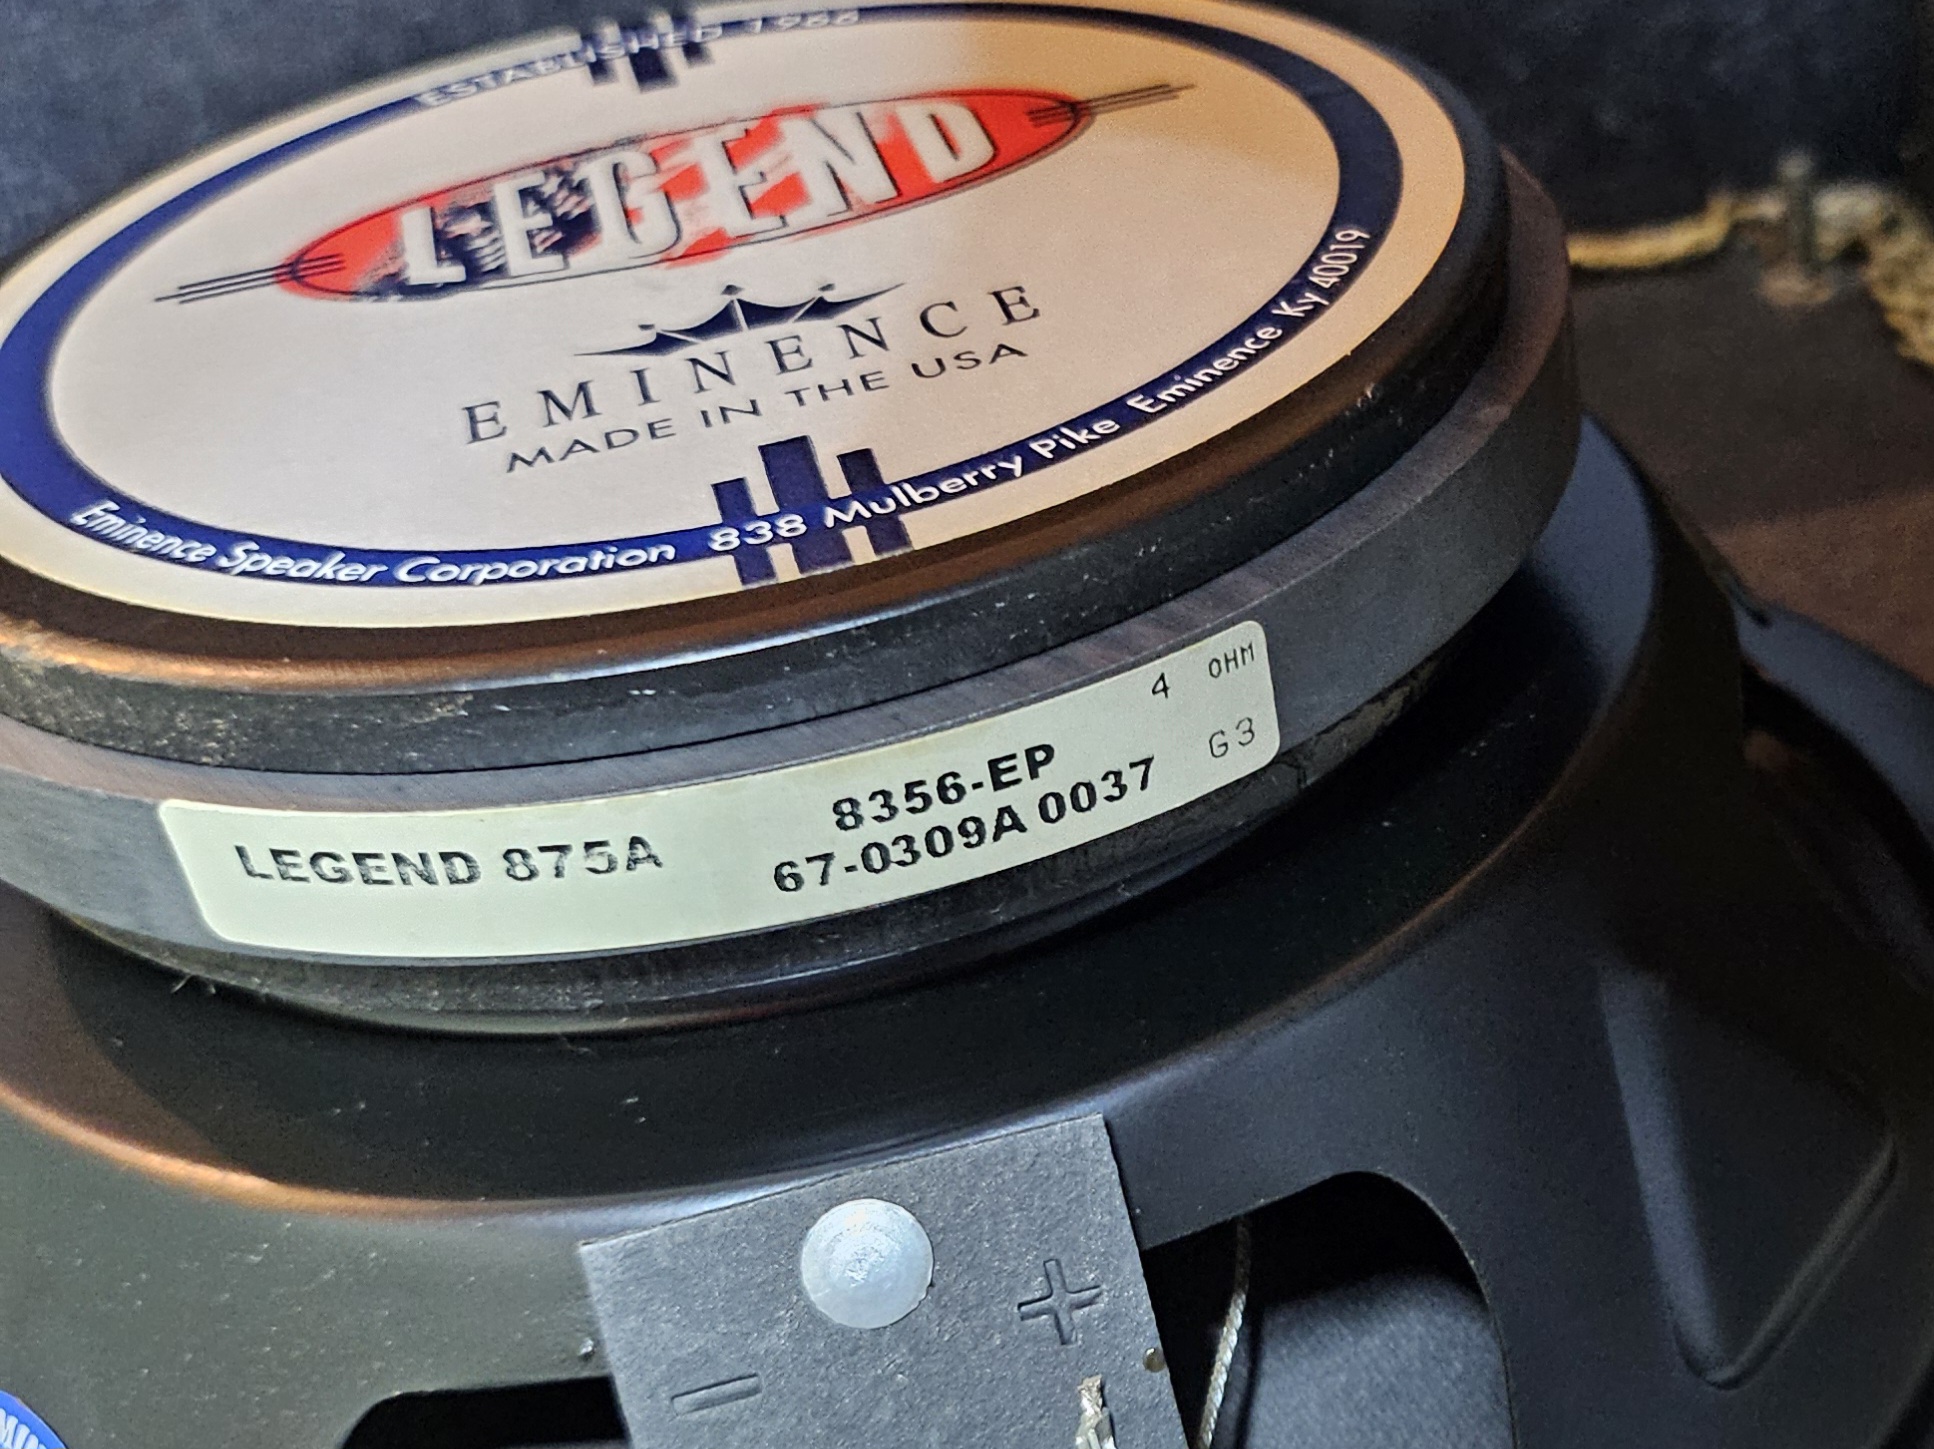 ESTABLISHED 1966
LEGEND
EMINENCE
MADE IN THE USA
Eminence Speaker Corporation 838 Mulberry Pike Eminence Ky 40019
4 OHM
LEGEND 875A 8356-EP
67-0309A 0037 G3
+
−